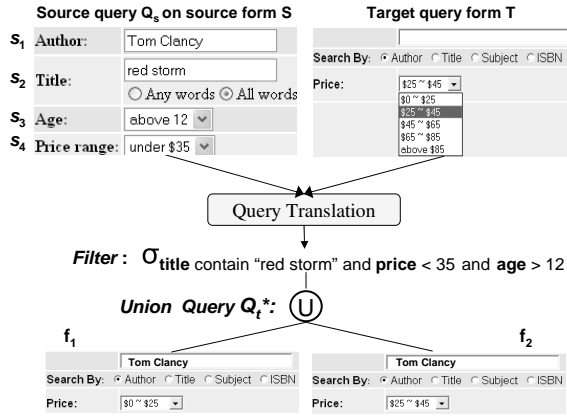 Source query Qs on source form S
Target query form T
s1 Author: Tom Clancy
s2 Title: red storm
Any words All words
s3 Age: above 12
s4 Price range: under $35
Search By: Author Title Subject ISBN
Price: $25 ~ $45
$0 ~ $25
$25 ~ $45
$45 ~ $65
$65 ~ $85
above $85
Query Translation
Filter : σ title contain “red storm” and price < 35 and age > 12
Union Query Qt*: U
f1
f2
Tom Clancy
Search By: Author Title Subject ISBN
Price: $0 ~ $25
Tom Clancy
Search By: Author Title Subject ISBN
Price: $25 ~ $45